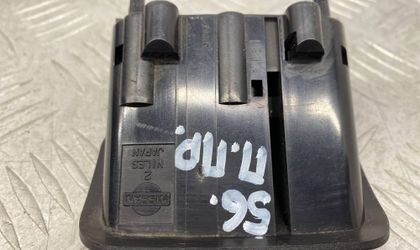 56.
П.ПР.
2
NILES
JAPAN
NISSAN